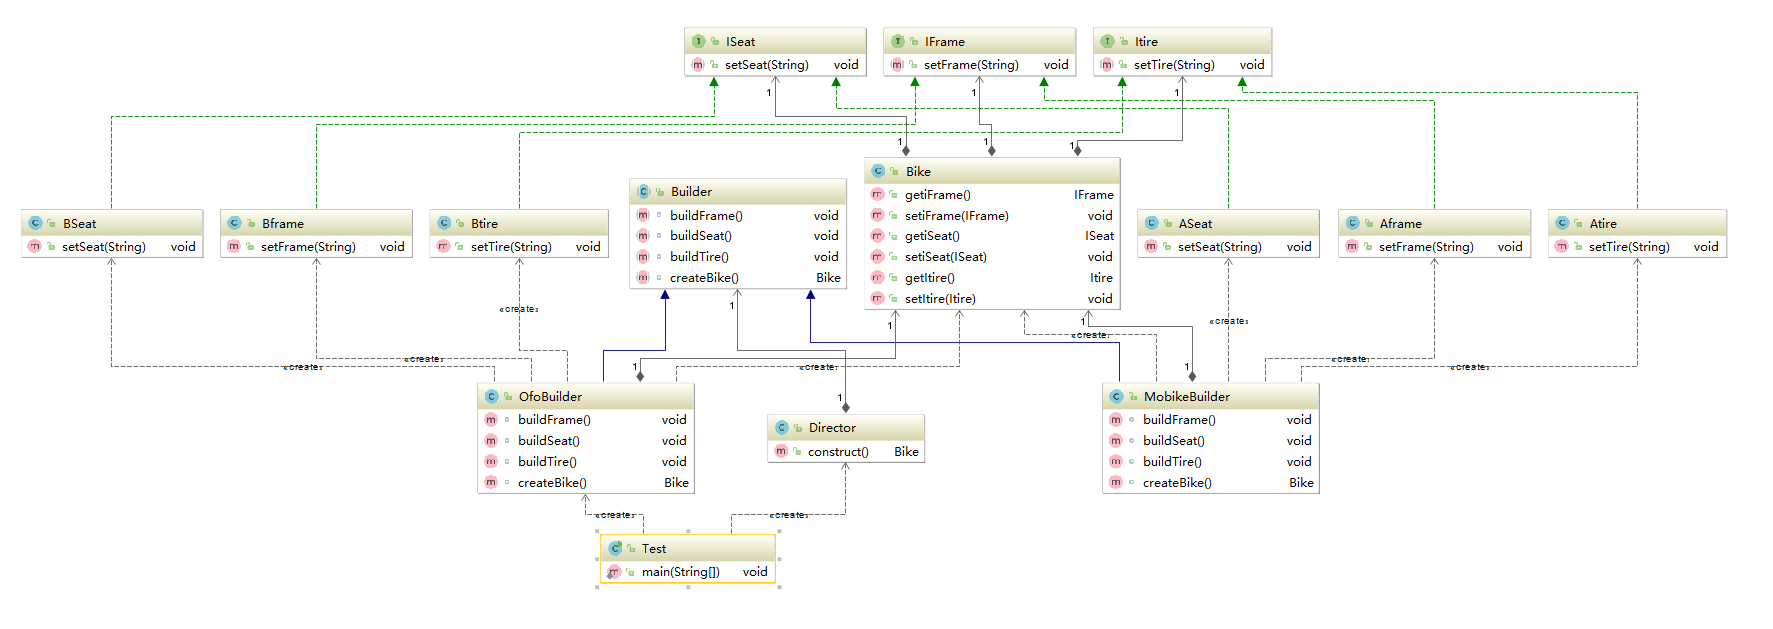 ISeat
setSeat(String) void
IFrame
setFrame(String) void
Itire
setTire(String) void
1
1
1
1
1
1
Bike
getiFrame() IFrame
setiFrame(IFrame) void
getiSeat() ISeat
setiSeat(ISeat) void
getItire() Itire
setItire(Itire) void
Builder
buildFrame() void
buildSeat() void
buildTire() void
createBike() Bike
BSeat
setSeat(String) void
Bframe
setFrame(String) void
Btire
setTire(String) void
ASeat
setSeat(String) void
Aframe
setFrame(String) void
Atire
setTire(String) void
1
«create»
1
1
«create»
«create»
«create»
«create»
1
«create»
1
«create»
1
«create»
1
OfoBuilder
buildFrame() void
buildSeat() void
buildTire() void
createBike() Bike
Director
construct() Bike
MobikeBuilder
buildFrame() void
buildSeat() void
buildTire() void
createBike() Bike
«create»
«create»
Test
main(String[]) void